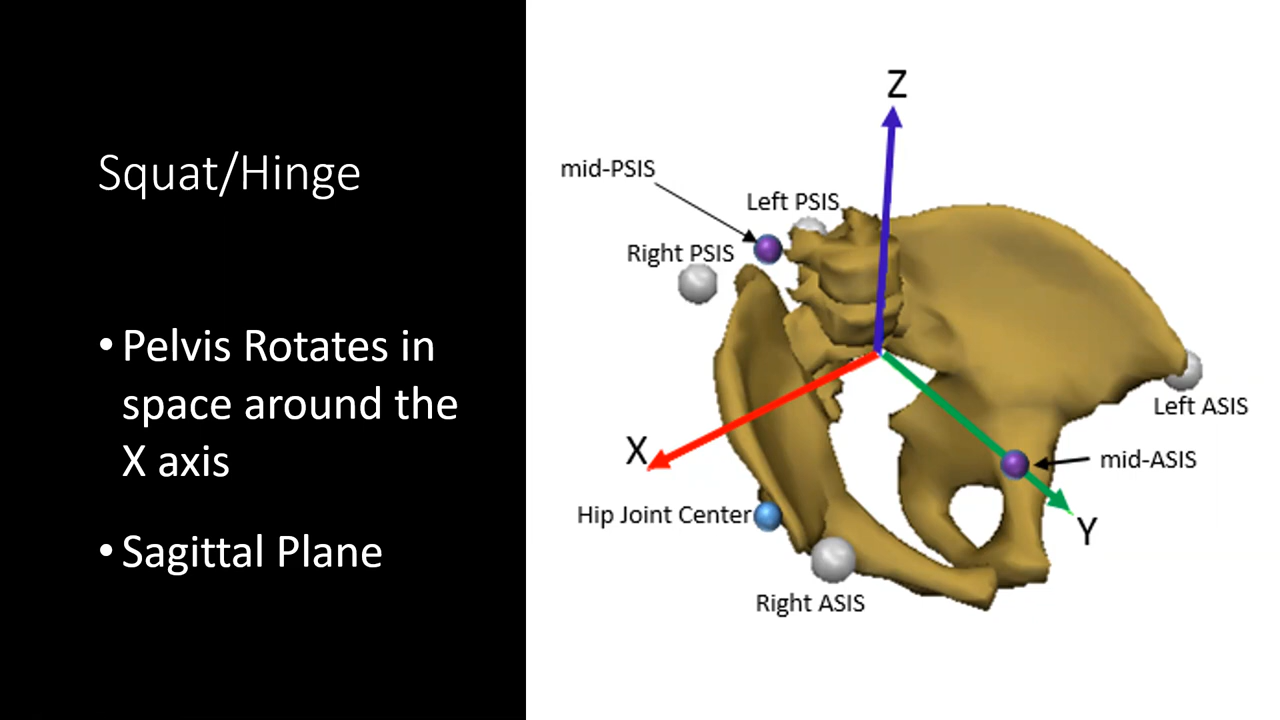 Squat/Hinge
• Pelvis Rotates in
space around the
X axis
• Sagittal Plane
Z
mid-PSIS
Left PSIS
Right PSIS
Left ASIS
X
mid-ASIS
Hip Joint Center
Y
Right ASIS